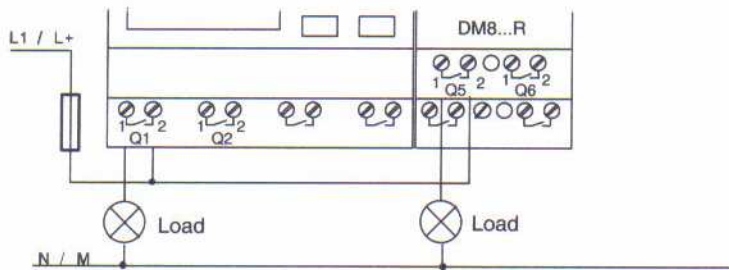 DM8...R
L1 / L+
1 2 1 2
Q5 Q6
1 2 1 2
Q1 Q2
Load Load
N / M